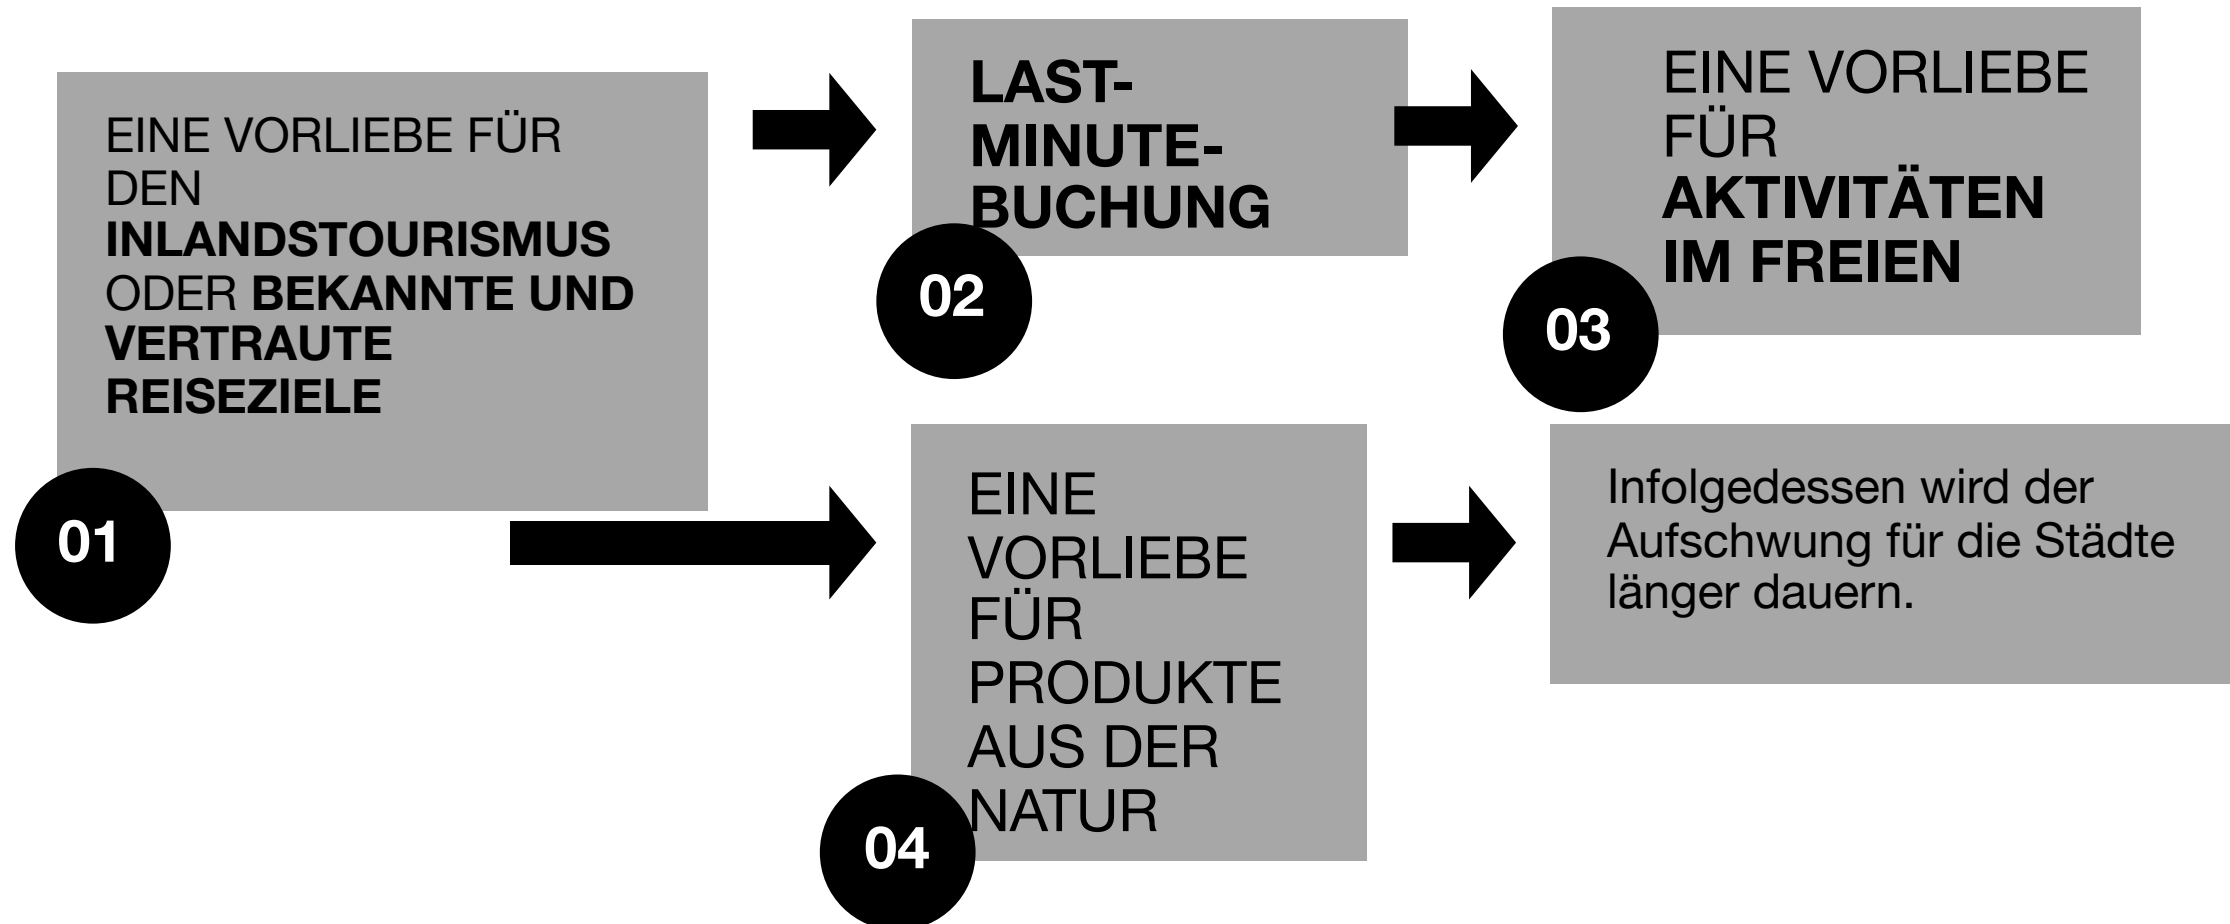 EINE VORLIEBE FÜR
DEN
INLANDSTOURISMUS
ODER BEKANNTE UND
VERTRAUTE
REISEZIELE
01
LAST-
MINUTE-
BUCHUNG
02
EINE VORLIEBE
FÜR
AKTIVITÄTEN
IM FREIEN
03
EINE
VORLIEBE
FÜR
PRODUKTE
AUS DER
NATUR
04
Infolgedessen wird der
Aufschwung für die Städte
länger dauern.